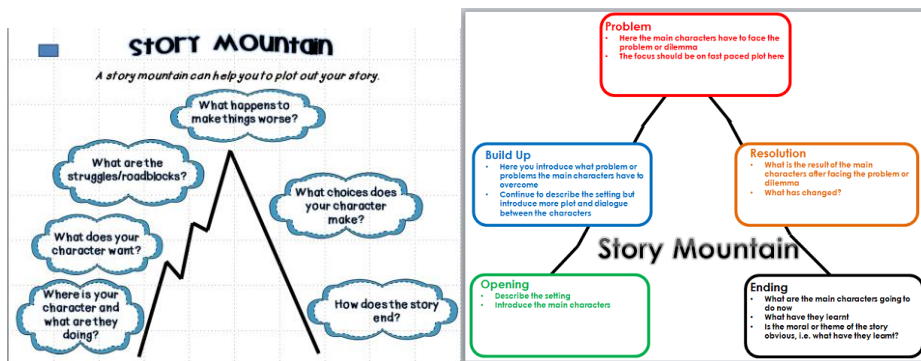 Story Mountain
A story mountain can help you to plot out your story.
What happens to
make things worse?
What are the
struggles/roadblocks?
What choices does
your character
make?
What does your
character want?
Where is your
character and
what are they
doing?
How does the story
end?
Problem
Here the main characters have to face the
problem or dilemma
The focus should be on fast paced plot here
Build Up
Here you introduce what problem or
problems the main characters have to
overcome
Continue to describe the setting but
introduce more plot and dialogue
between the characters
Resolution
What is the result of the main
characters after facing the problem or
dilemma
What has changed?
Story Mountain
Opening
Describe the setting
Introduce the main characters
Ending
What are the main characters going to
do now
What have they learnt
Is the moral or theme of the story
obvious, i.e. what have they learnt?